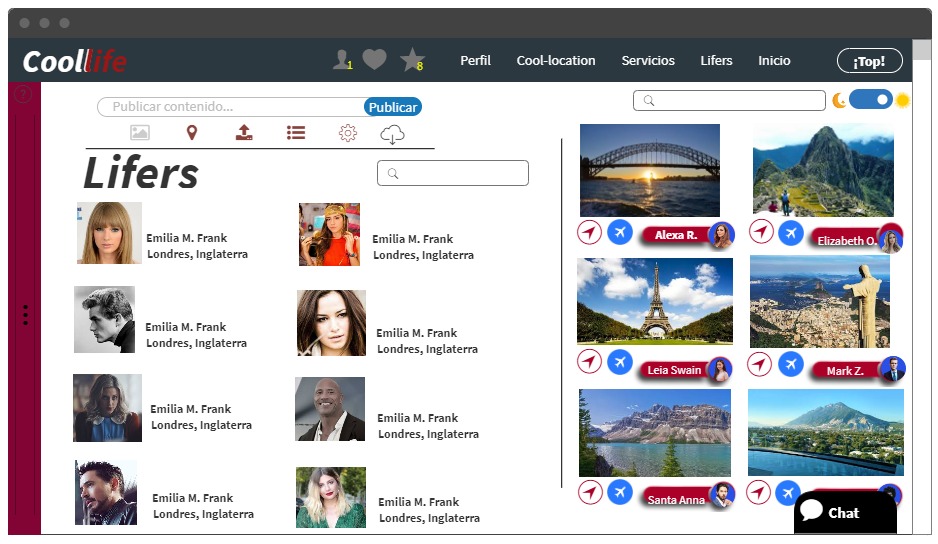 Coollife
1
8
Perfil
Cool-location
Servicios
Lifers
Inicio
¡Top!
?
Publicar contenido...
Publicar
Lifers
Emilia M. Frank
Londres, Inglaterra
Emilia M. Frank
Londres, Inglaterra
Emilia M. Frank
Londres, Inglaterra
Emilia M. Frank
Londres, Inglaterra
Emilia M. Frank
Londres, Inglaterra
Emilia M. Frank
Londres, Inglaterra
Emilia M. Frank
Londres, Inglaterra
Emilia M. Frank
Londres, Inglaterra
Alexa R.
Elizabeth O.
Leia Swain
Mark Z.
Santa Anna
Chat